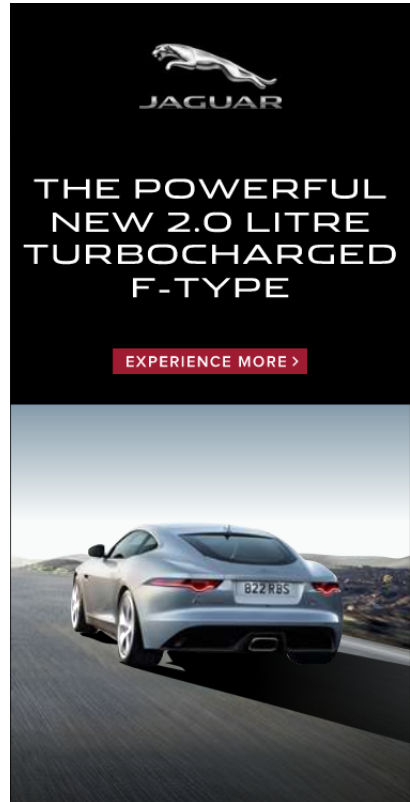 JAGUAR
THE POWERFUL
NEW 2.0 LITRE
TURBOCHARGED
F-TYPE
EXPERIENCE MORE >
B22 RBS